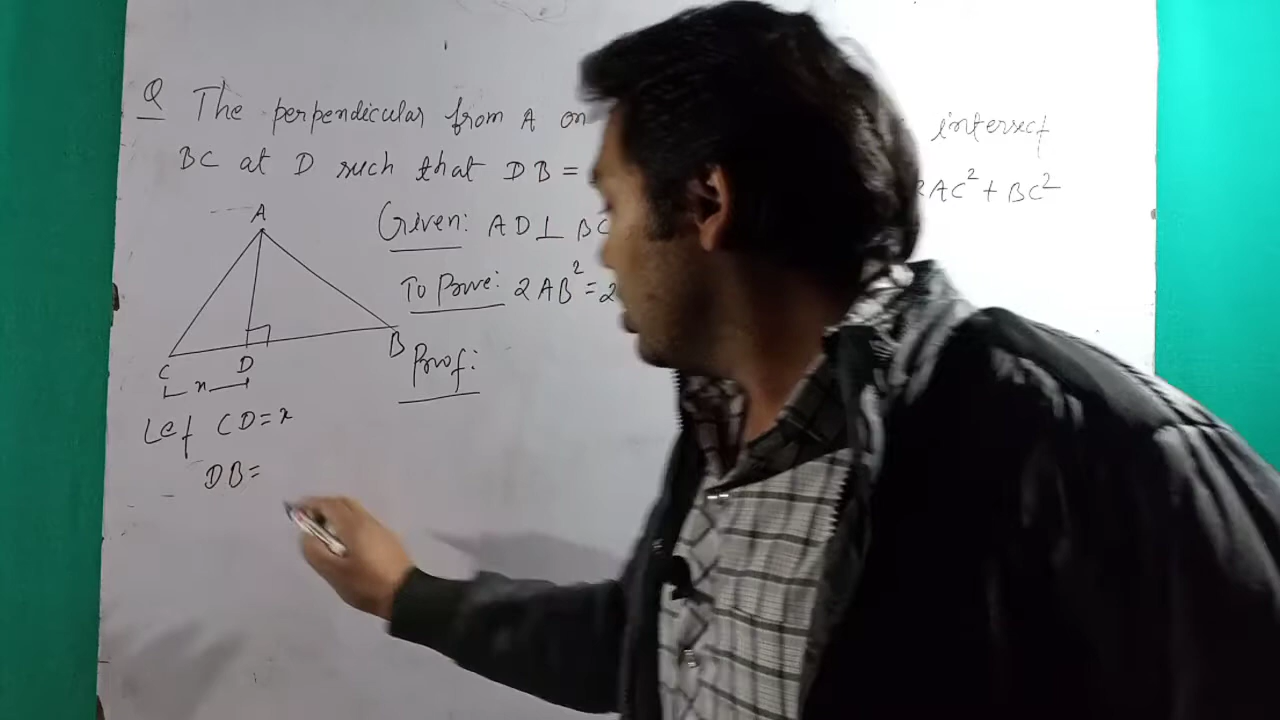 Q The perpendicular from A on intersect
BC at D such that DB = 2AC² + BC²
A
Given: AD ⊥ BC
To Prove: 2AB² = 2
Proof:
C D B
x
Let CD = x
DB =